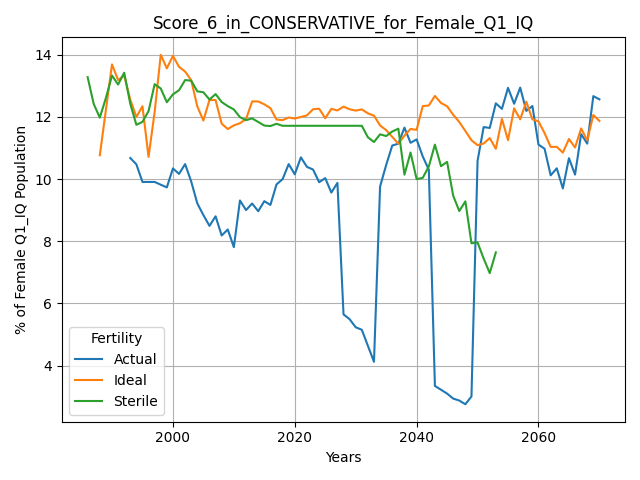 Score_6_in_CONSERVATIVE_for_Female_Q1_IQ
% of Female Q1_IQ Population
14
12
10
8
6
4
Fertility
Actual
Ideal
Sterile
2000
2020
2040
2060
Years